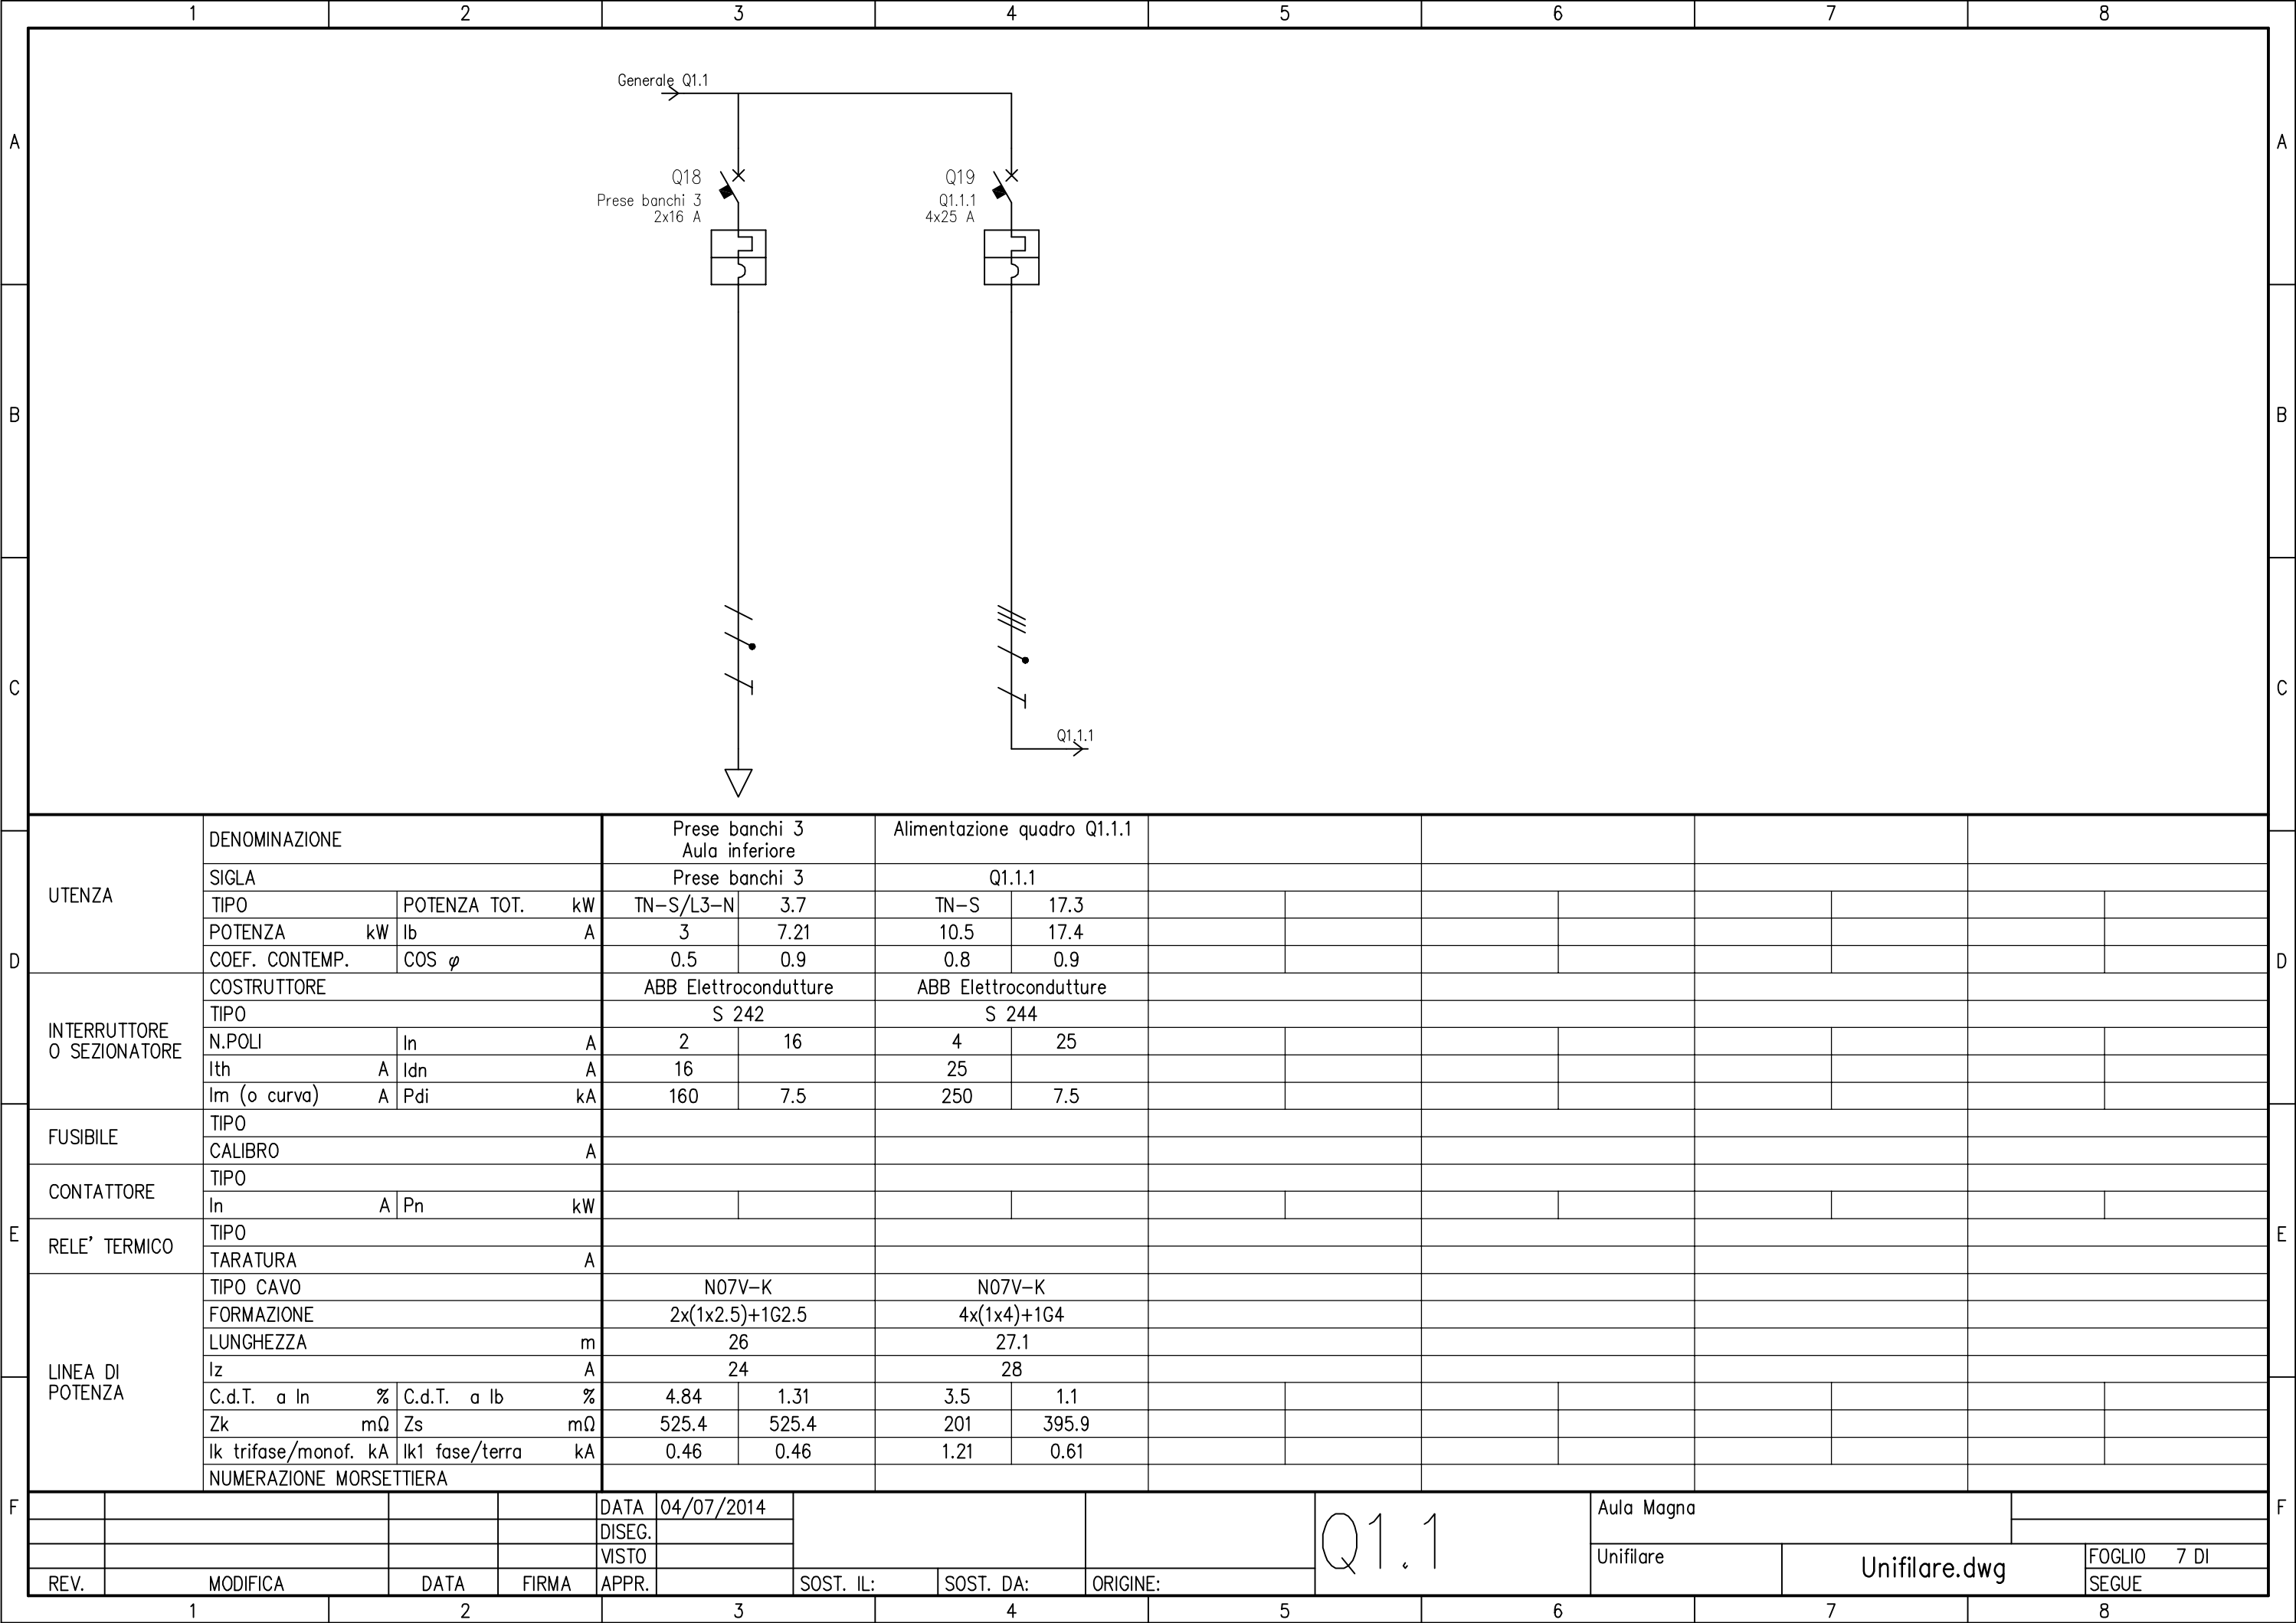 1 2 3 4 5 6 7 8
Generale Q1.1
A A
Q18 Q19
Prese banchi 3 Q1.1.1
2x16 A 4x25 A
B B
C C
Q1.1.1
UTENZA
DENOMINAZIONE Prese banchi 3 Alimentazione quadro Q1.1.1
Aula inferiore
SIGLA Prese banchi 3 Q1.1.1
TIPO POTENZA TOT. kW TN-S/L3-N 3.7 TN-S 17.3
POTENZA kW Ib A 3 7.21 10.5 17.4
D D
COEF. CONTEMP. COS φ 0.5 0.9 0.8 0.9
INTERRUTTORE
O SEZIONATORE
COSTRUTTORE ABB Elettrocondutture ABB Elettrocondutture
TIPO S 242 S 244
N.POLI In A 2 16 4 25
Ith A Idn A 16 25
Im (o curva) A Pdi kA 160 7.5 250 7.5
FUSIBILE
TIPO
CALIBRO A
CONTATTORE
TIPO
In A Pn kW
E E
RELE' TERMICO
TIPO
TARATURA A
LINEA DI
POTENZA
TIPO CAVO N07V-K N07V-K
FORMAZIONE 2x(1x2.5)+1G2.5 4x(1x4)+1G4
LUNGHEZZA m 26 27.1
Iz A 24 28
C.d.T. a In % C.d.T. a Ib % 4.84 1.31 3.5 1.1
Zk mΩ Zs mΩ 525.4 525.4 201 395.9
Ik trifase/monof. kA Ik1 fase/terra kA 0.46 0.46 1.21 0.61
NUMERAZIONE MORSETTIERA
F F
DATA 04/07/2014
DISEG.
VISTO
REV. MODIFICA DATA FIRMA APPR. SOST. IL: SOST. DA: ORIGINE:
Q1.1
Aula Magna
Unifilare Unifilare.dwg FOGLIO 7 DI
SEGUE
1 2 3 4 5 6 7 8